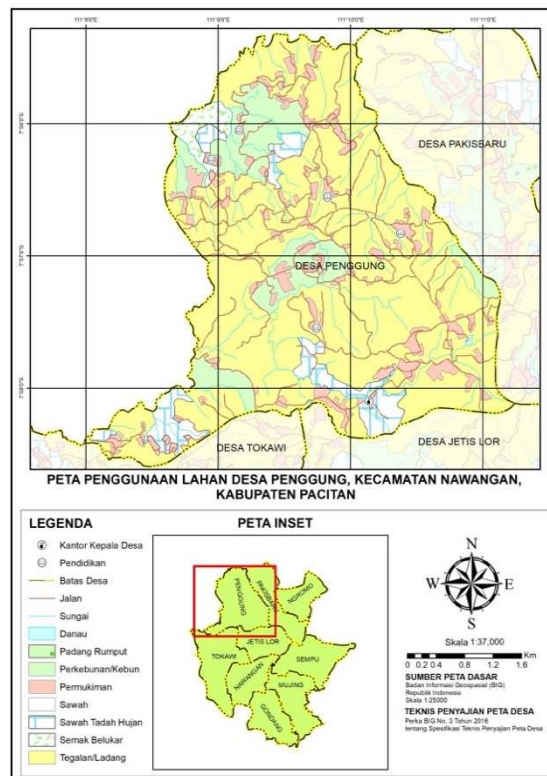 111°8'0"E 111°9'0"E 111°10'0"E 111°11'0"E
DESA PAKISBARU
DESA PENGGUNG
DESA TOKAWI
DESA JETIS LOR
PETA PENGGUNAAN LAHAN DESA PENGGUNG, KECAMATAN NAWANGAN,
KABUPATEN PACITAN
LEGENDA
Kantor Kepala Desa
Pendidikan
Batas Desa
Jalan
Sungai
Danau
Padang Rumput
Perkebunan/Kebun
Permukiman
Sawah
Sawah Tadah Hujan
Semak Belukar
Tegalan/Ladang
PETA INSET
PENGGUNG
PAKISBARU
NGROMO
JETIS LOR
TOKAWI
SEMPU
NAWANGAN
MUJING
GONDANG
N
W E
S
Skala 1:37,000
0 0.2 0.4 0.8 1.2 1.6
Km
SUMBER PETA DASAR
Badan Informasi Geospasial (BIG)
Republik Indonesia
Skala 1:25000
TEKNIS PENYAJIAN PETA DESA
Perka BIG No. 3 Tahun 2016
tentang Spesifikasi Teknis Penyajian Peta Desa